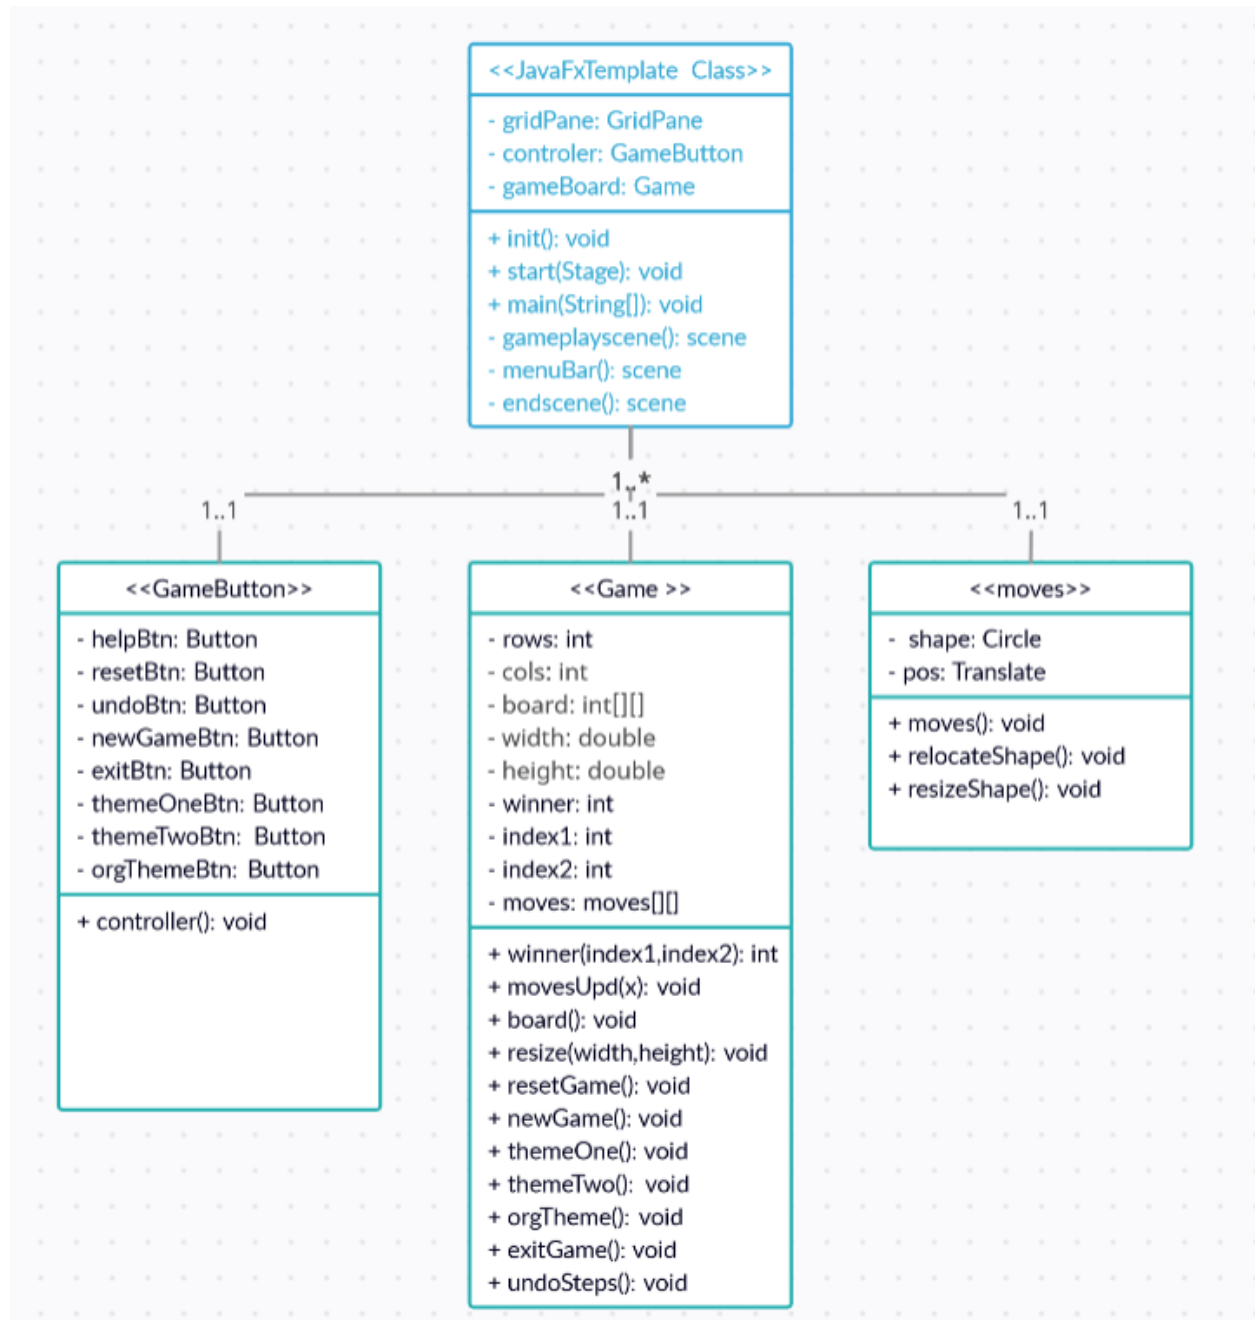 <<JavaFxTemplate  Class>>
- gridPane: GridPane
- controler: GameButton
- gameBoard: Game
+ init(): void
+ start(Stage): void
+ main(String[]): void
- gameplayscene(): scene
- menuBar(): scene
- endscene(): scene
1..*
1..1
1..1
1..1
<<GameButton>>
- helpBtn: Button
- resetBtn: Button
- undoBtn: Button
- newGameBtn: Button
- exitBtn: Button
- themeOneBtn: Button
- themeTwoBtn:  Button
- orgThemeBtn: Button
+ controller(): void
<<Game >>
- rows: int
- cols: int
- board: int[][]
- width: double
- height: double
- winner: int
- index1: int
- index2: int
- moves: moves[][]
+ winner(index1,index2): int
+ movesUpd(x): void
+ board(): void
+ resize(width,height): void
+ resetGame(): void
+ newGame(): void
+ themeOne(): void
+ themeTwo():  void
+ orgTheme(): void
+ exitGame(): void
+ undoSteps(): void
<<moves>>
-  shape: Circle
- pos: Translate
+ moves(): void
+ relocateShape(): void
+ resizeShape(): void